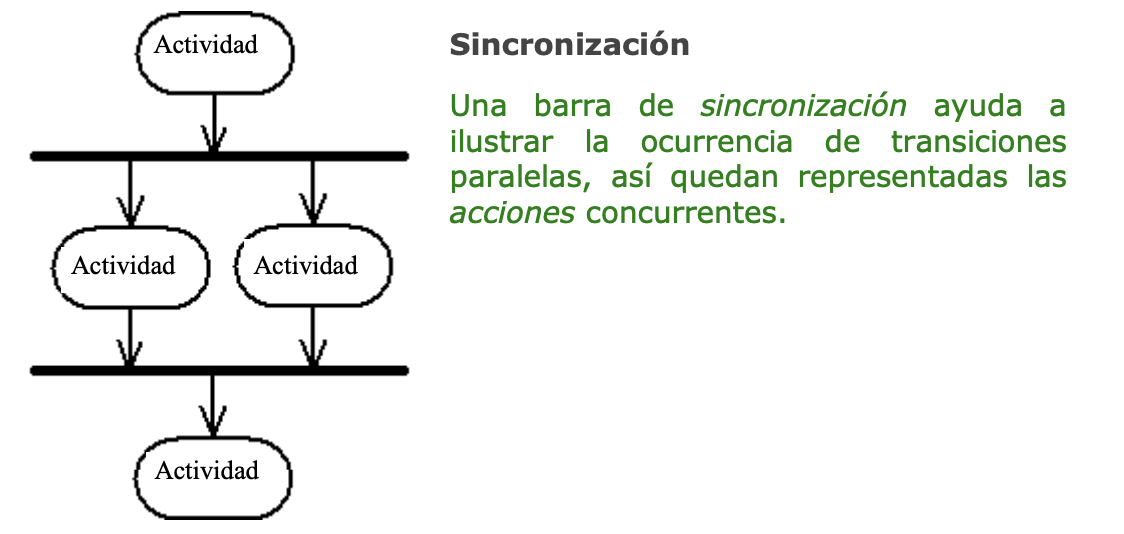 Actividad
Actividad
Actividad
Actividad
Sincronización
Una barra de sincronización ayuda a
ilustrar la ocurrencia de transiciones
paralelas, así quedan representadas las
acciones concurrentes.